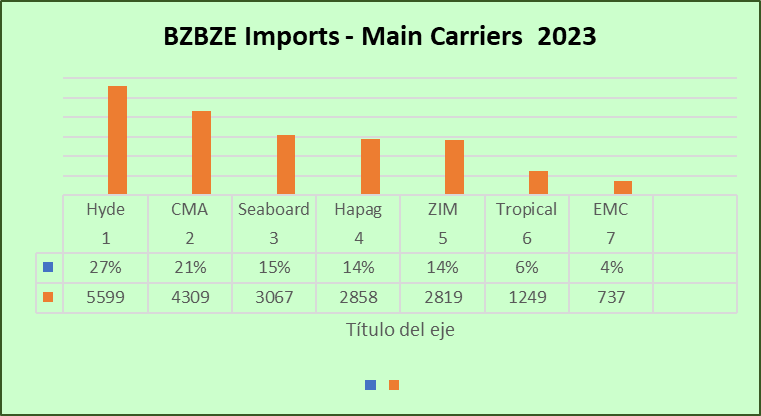 BZBZE Imports - Main Carriers 2023
Hyde CMA Seaboard Hapag ZIM Tropical EMC
1 2 3 4 5 6 7
27% 21% 15% 14% 14% 6% 4%
5599 4309 3067 2858 2819 1249 737
Título del eje